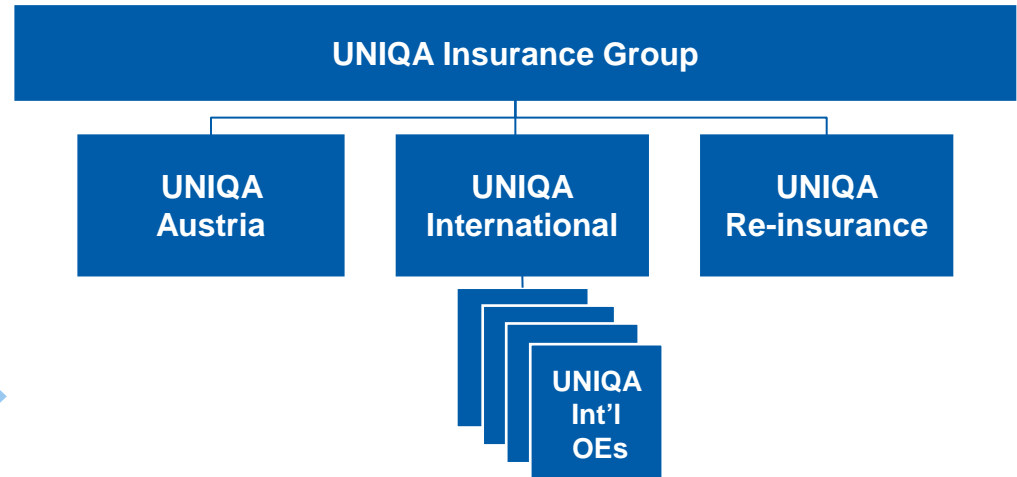 UNIQA Insurance Group
UNIQA
Austria
UNIQA
International
UNIQA
Re-insurance
UNIQA
Int’l
OEs